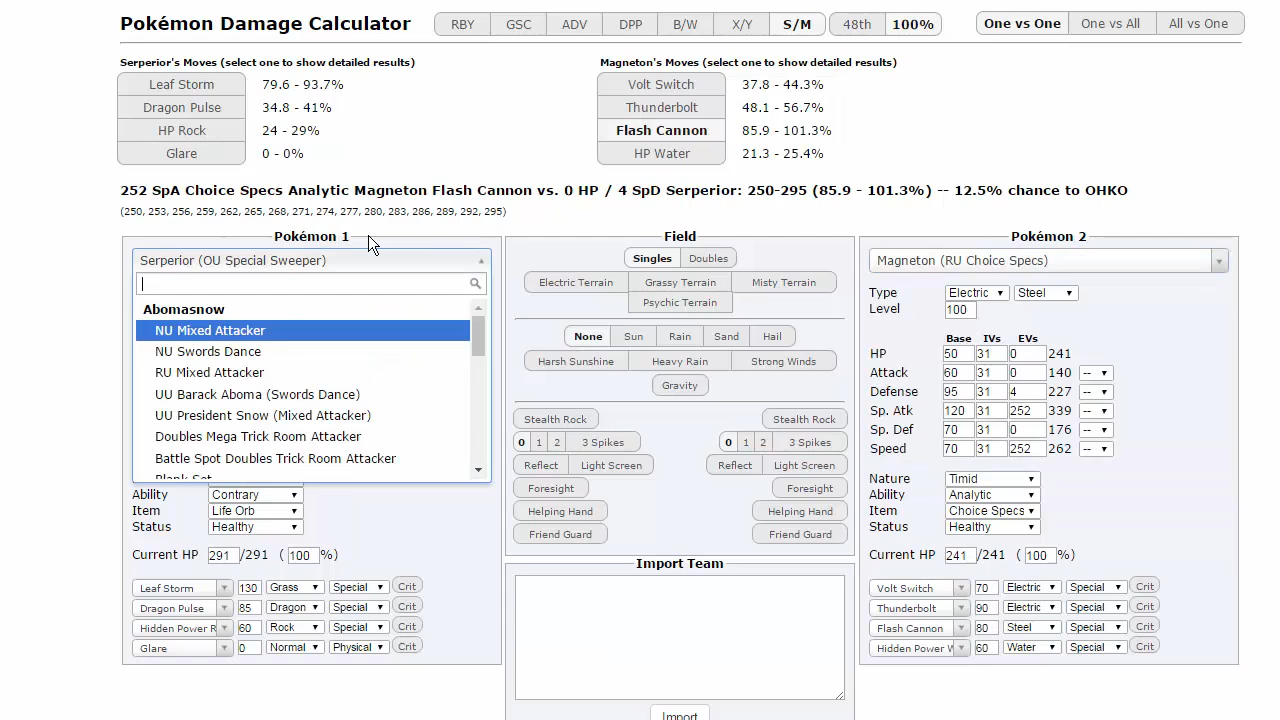 Pokémon Damage Calculator
RBY GSC ADV DPP B/W X/Y S/M 48th 100% One vs One One vs All All vs One
Serperior's Moves (select one to show detailed results)
Leaf Storm 79.6 - 93.7%
Dragon Pulse 34.8 - 41%
HP Rock 24 - 29%
Glare 0 - 0%
Magneton's Moves (select one to show detailed results)
Volt Switch 37.8 - 44.3%
Thunderbolt 48.1 - 56.7%
Flash Cannon 85.9 - 101.3%
HP Water 21.3 - 25.4%
252 SpA Choice Specs Analytic Magneton Flash Cannon vs. 0 HP / 4 SpD Serperior: 250-295 (85.9 - 101.3%) -- 12.5% chance to OHKO
(250, 253, 256, 259, 262, 265, 268, 271, 274, 277, 280, 283, 286, 289, 292, 295)
Pokémon 1
Serperior (OU Special Sweeper)
Abomasnow
NU Mixed Attacker
NU Swords Dance
RU Mixed Attacker
UU Barack Aboma (Swords Dance)
UU President Snow (Mixed Attacker)
Doubles Mega Trick Room Attacker
Battle Spot Doubles Trick Room Attacker
Blank Set
Ability Contrary
Item Life Orb
Status Healthy
Current HP 291 /291 ( 100 %)
Leaf Storm 130 Grass Special Crit
Dragon Pulse 85 Dragon Special Crit
Hidden Power R 60 Rock Special Crit
Glare 0 Normal Physical Crit
Field
Singles Doubles
Electric Terrain Grassy Terrain Misty Terrain
Psychic Terrain
None Sun Rain Sand Hail
Harsh Sunshine Heavy Rain Strong Winds
Gravity
Stealth Rock Stealth Rock
0 1 2 3 Spikes 0 1 2 3 Spikes
Reflect Light Screen Reflect Light Screen
Foresight Foresight
Helping Hand Helping Hand
Friend Guard Friend Guard
Import Team
Import
Pokémon 2
Magneton (RU Choice Specs)
Type Electric Steel
Level 100
Base IVs EVs
HP 50 31 0 241
Attack 60 31 0 140 --
Defense 95 31 4 227 --
Sp. Atk 120 31 252 339 --
Sp. Def 70 31 0 176 --
Speed 70 31 252 262 --
Nature Timid
Ability Analytic
Item Choice Specs
Status Healthy
Current HP 241 /241 ( 100 %)
Volt Switch 70 Electric Special Crit
Thunderbolt 90 Electric Special Crit
Flash Cannon 80 Steel Special Crit
Hidden Power W 60 Water Special Crit